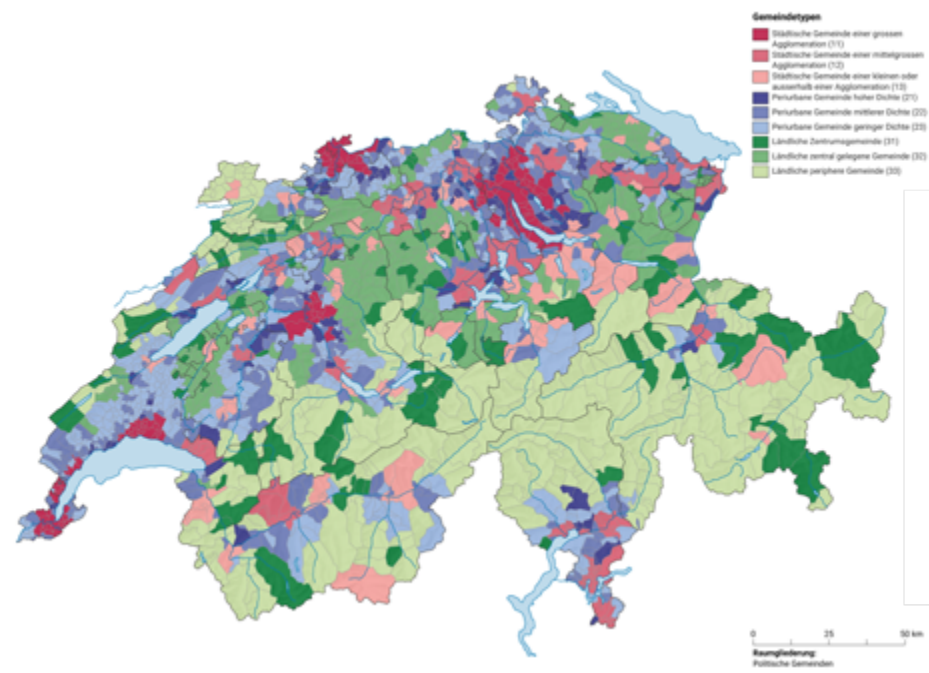 Gemeindetypen
Städtische Gemeinde einer grossen
Agglomeration (11)
Städtische Gemeinde einer mittelgrossen
Agglomeration (12)
Städtische Gemeinde einer kleinen oder
ausserhalb einer Agglomeration (13)
Periurbane Gemeinde hoher Dichte (21)
Periurbane Gemeinde mittlerer Dichte (22)
Periurbane Gemeinde geringer Dichte (23)
Ländliche Zentrumsgemeinde (31)
Ländliche zentral gelegene Gemeinde (32)
Ländliche periphere Gemeinde (33)
0 25 50 km
Raumgliederung:
Politische Gemeinden